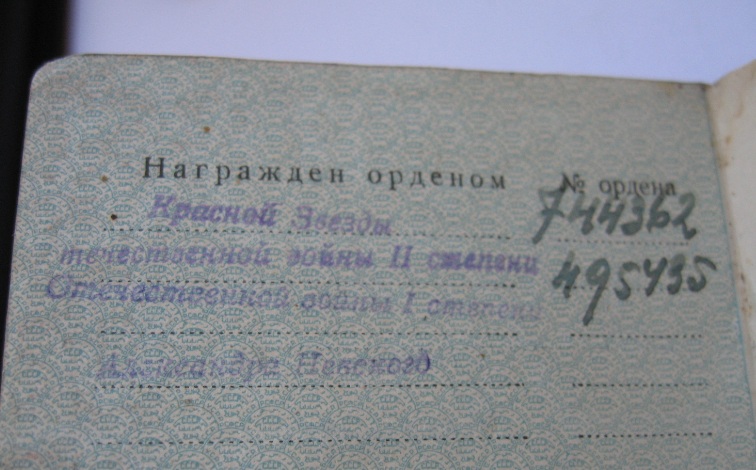 Награжден орденом № ордена
Красной Звезды 744362
течественной войны II степени 495435
Отечественной войны I степени
Александра Невского